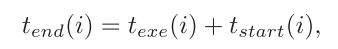 t_{end}(i) = t_{exe}(i) + t_{start}(i),